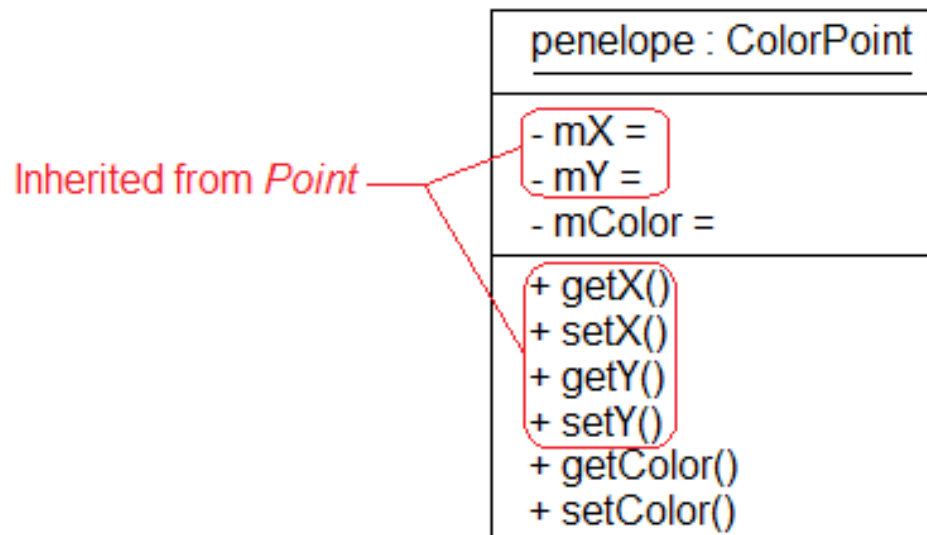 penelope : ColorPoint
- mX =
- mY =
Inherited from Point
- mColor =
+ getX()
+ setX()
+ getY()
+ setY()
+ getColor()
+ setColor()